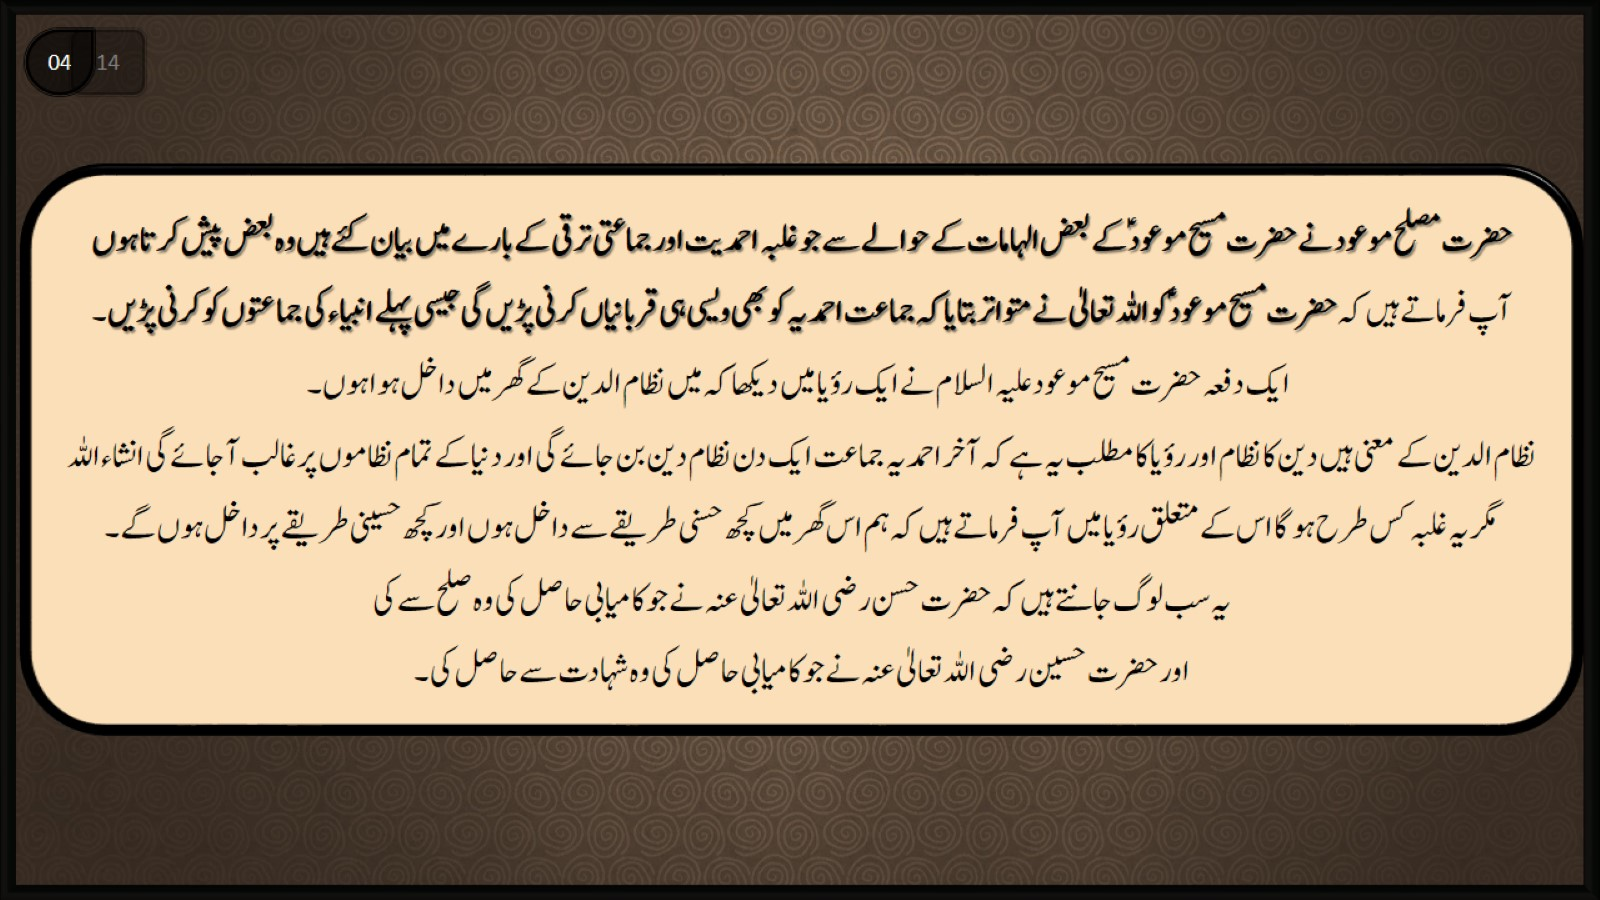 04 14
حضرت مصلح موعود نے حضرت مسیح موعودؑ کے بعض الہامات کے حوالے سے جو غلبہ احمدیت اور جماعتی ترقی کے بارے میں بیان کئے ہیں وہ بعض پیش کرتا ہوں
آپ فرماتے ہیں کہ حضرت مسیح موعودؑ کو اللہ تعالیٰ نے متواتر بتایا کہ جماعت احمدیہ کو بھی ویسی ہی قربانیاں کرنی پڑیں گی جیسی پہلے انبیاء کی جماعتوں کو کرنی پڑیں۔
ایک دفعہ حضرت مسیح موعود علیہ السلام نے ایک رؤیا میں دیکھا کہ میں نظام الدین کے گھر میں داخل ہوا ہوں۔
نظام الدین کے معنی ہیں دین کا نظام اور رؤیا کا مطلب یہ ہے کہ آخر احمدیہ جماعت ایک دن نظام دین بن جائے گی اور دنیا کے تمام نظاموں پر غالب آ جائے گی انشاء اللہ
مگر یہ غلبہ کس طرح ہو گا اس کے متعلق رؤیا میں آپ فرماتے ہیں کہ ہم اس گھر میں کچھ حسنی طریقے سے داخل ہوں اور کچھ حسینی طریقے پر داخل ہوں گے۔
یہ سب لوگ جانتے ہیں کہ حضرت حسن رضی اللہ تعالیٰ عنہ نے جو کامیابی حاصل کی وہ صلح سے کی
اور حضرت حسین رضی اللہ تعالیٰ عنہ نے جو کامیابی حاصل کی وہ شہادت سے حاصل کی۔